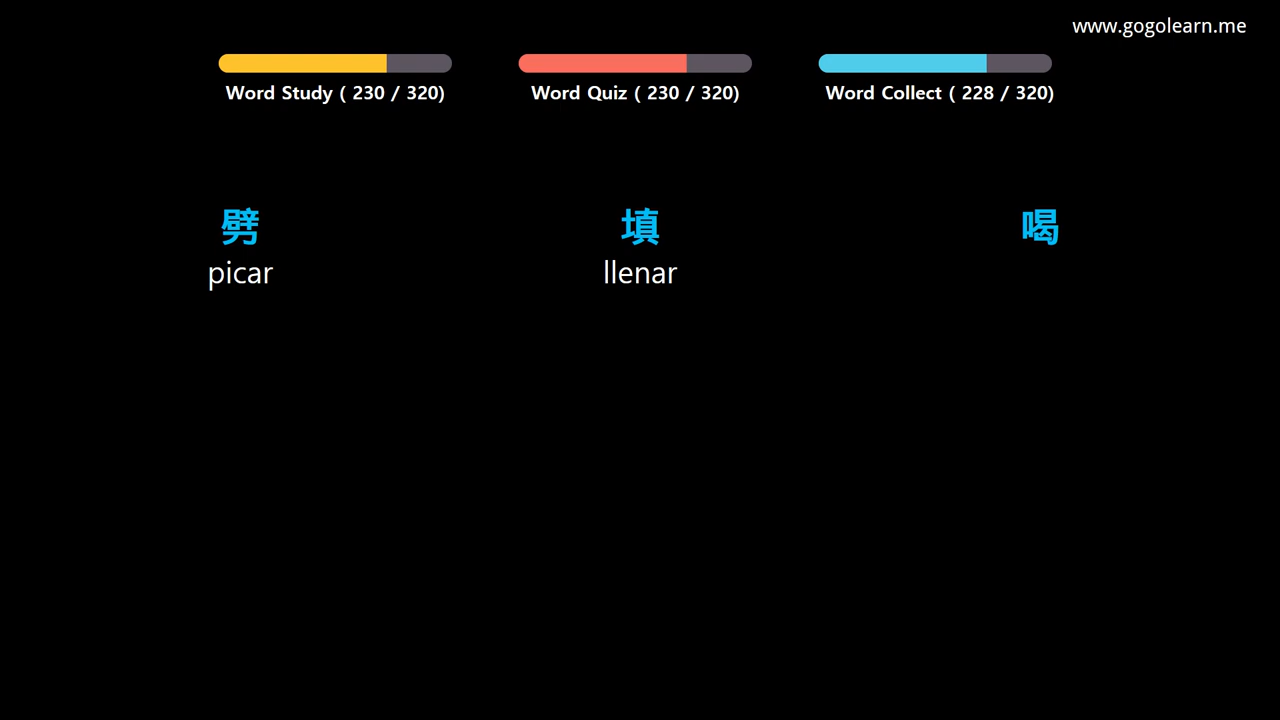 www.gogolearn.me
Word Study ( 230 / 320)
Word Quiz ( 230 / 320)
Word Collect ( 228 / 320)
劈
picar
填
llenar
喝